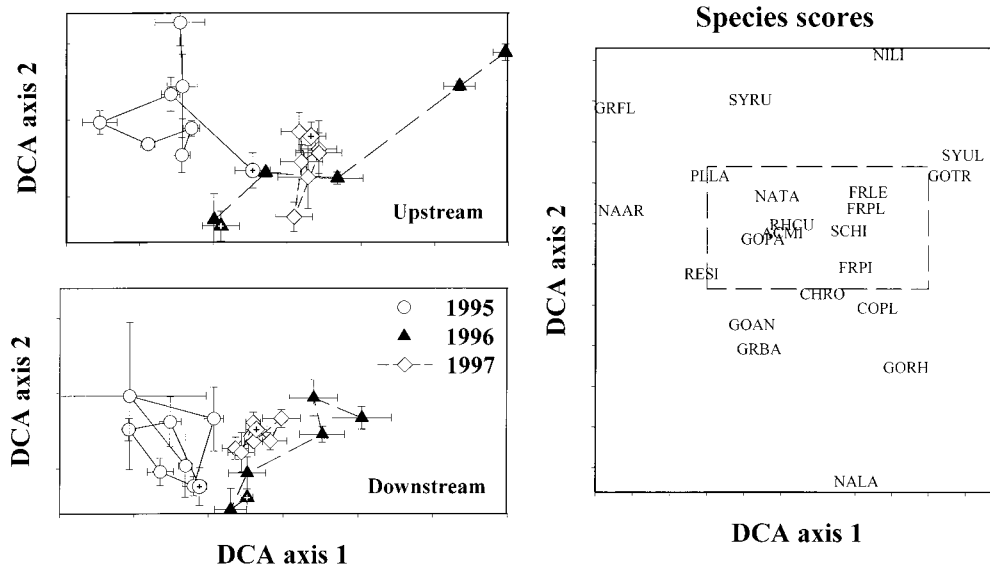 DCA axis 2
Upstream
DCA axis 2
1995
1996
1997
Downstream
DCA axis 1
Species scores
DCA axis 2
NILI
SYRU
GRFL
SYUL
PLLA
GOTR
NATA
FRLE
FRPL
NAAR
RHCU
ACMI
SCHI
GOPA
FRPI
RESI
CHRO
COPL
GOAN
GRBA
GORH
NALA
DCA axis 1